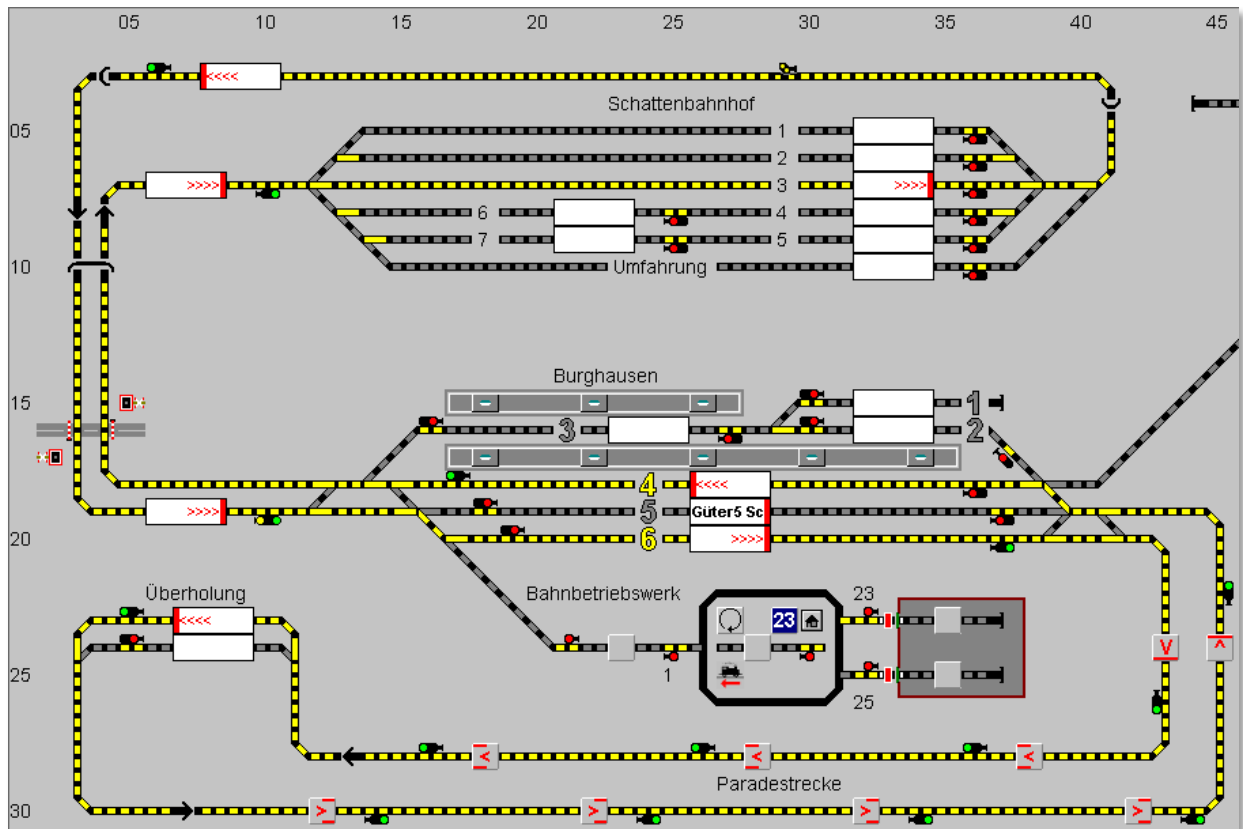 05 10 15 20 25 30 35 40 45
<<<<
Schattenbahnhof
05
1
2
>>>> 3 >>>>
6 4
7 5
10 Umfahrung
Burghausen
15 1
3 2
4 <<<<
>>>> 5 Güter5 Sc
20 6 >>>>
Überholung Bahnbetriebswerk 23
<<<< 23
V ^
25 1
25
< < <
Paradestrecke
30 > > > >